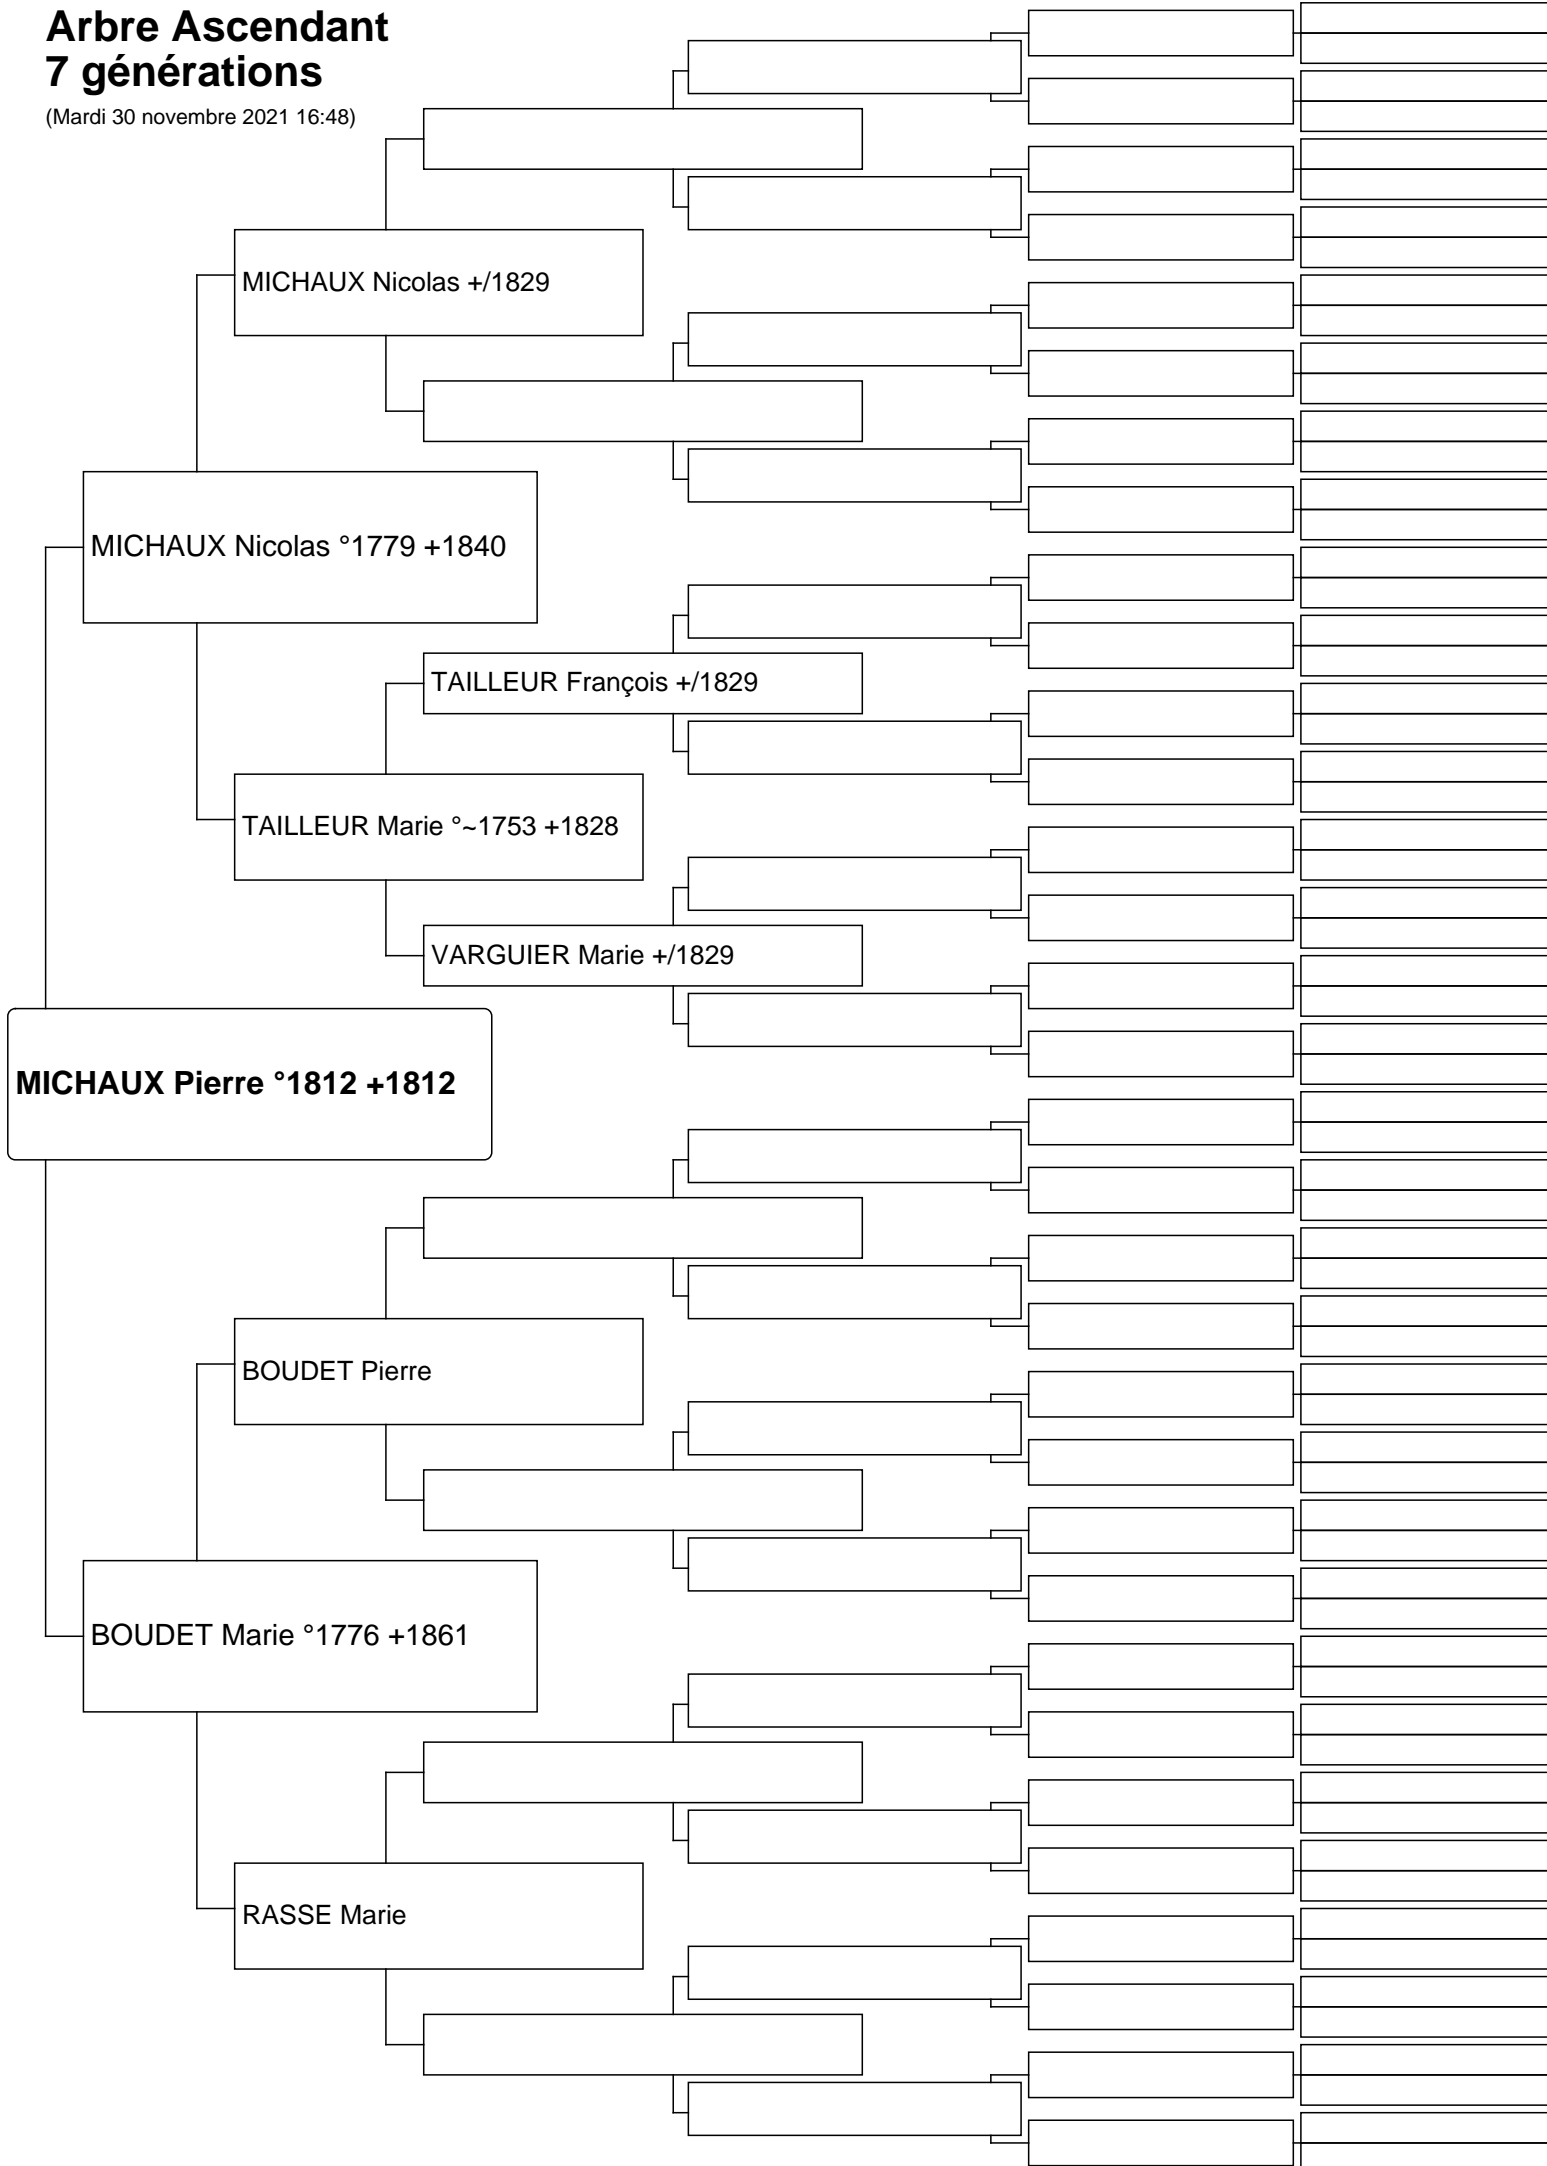 Arbre Ascendant
7 générations
(Mardi 30 novembre 2021 16:48)
MICHAUX Nicolas +/1829
MICHAUX Nicolas °1779 +1840
TAILLEUR François +/1829
TAILLEUR Marie °~1753 +1828
VARGUIER Marie +/1829
MICHAUX Pierre °1812 +1812
BOUDET Pierre
BOUDET Marie °1776 +1861
RASSE Marie